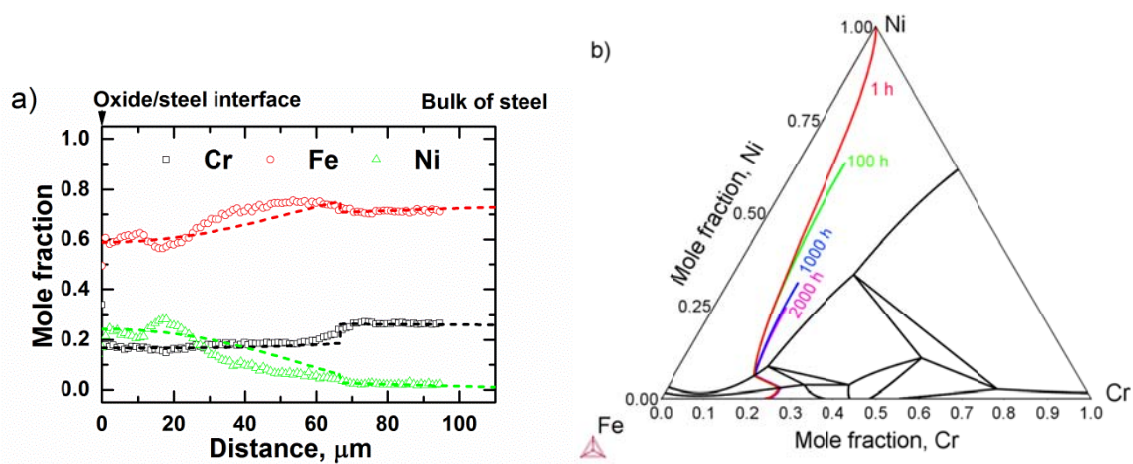 a)
Oxide/steel interface
Bulk of steel
Cr
Fe
Ni
1.0
0.8
0.6
0.4
0.2
0.0
Mole fraction
0
20
40
60
80
100
Distance, μm
b)
Ni
1.00
0.75
0.50
0.25
0.00
Mole fraction, Ni
1 h
100 h
1000 h
2000 h
Cr
Fe
0.0
0.1
0.2
0.3
0.4
0.5
0.6
0.7
0.8
0.9
1.0
Mole fraction, Cr